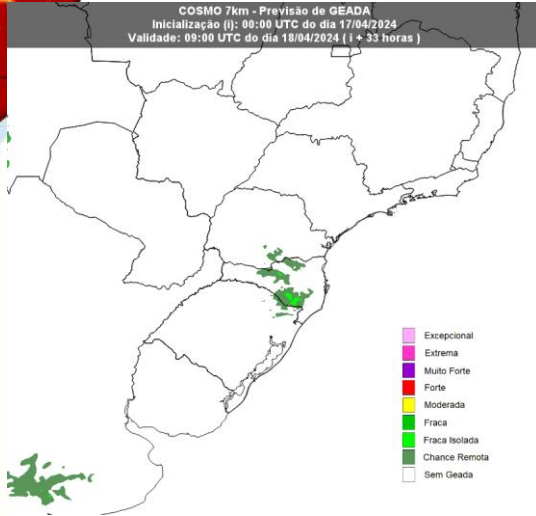 COSMO 7km - Previsão de GEADA
Inicialização (i): 00:00 UTC do dia 17/04/2024
Validade: 09:00 UTC do dia 18/04/2024 ( i + 33 horas )
Excepcional
Extrema
Muito Forte
Forte
Moderada
Fraca
Fraca Isolada
Chance Remota
Sem Geada